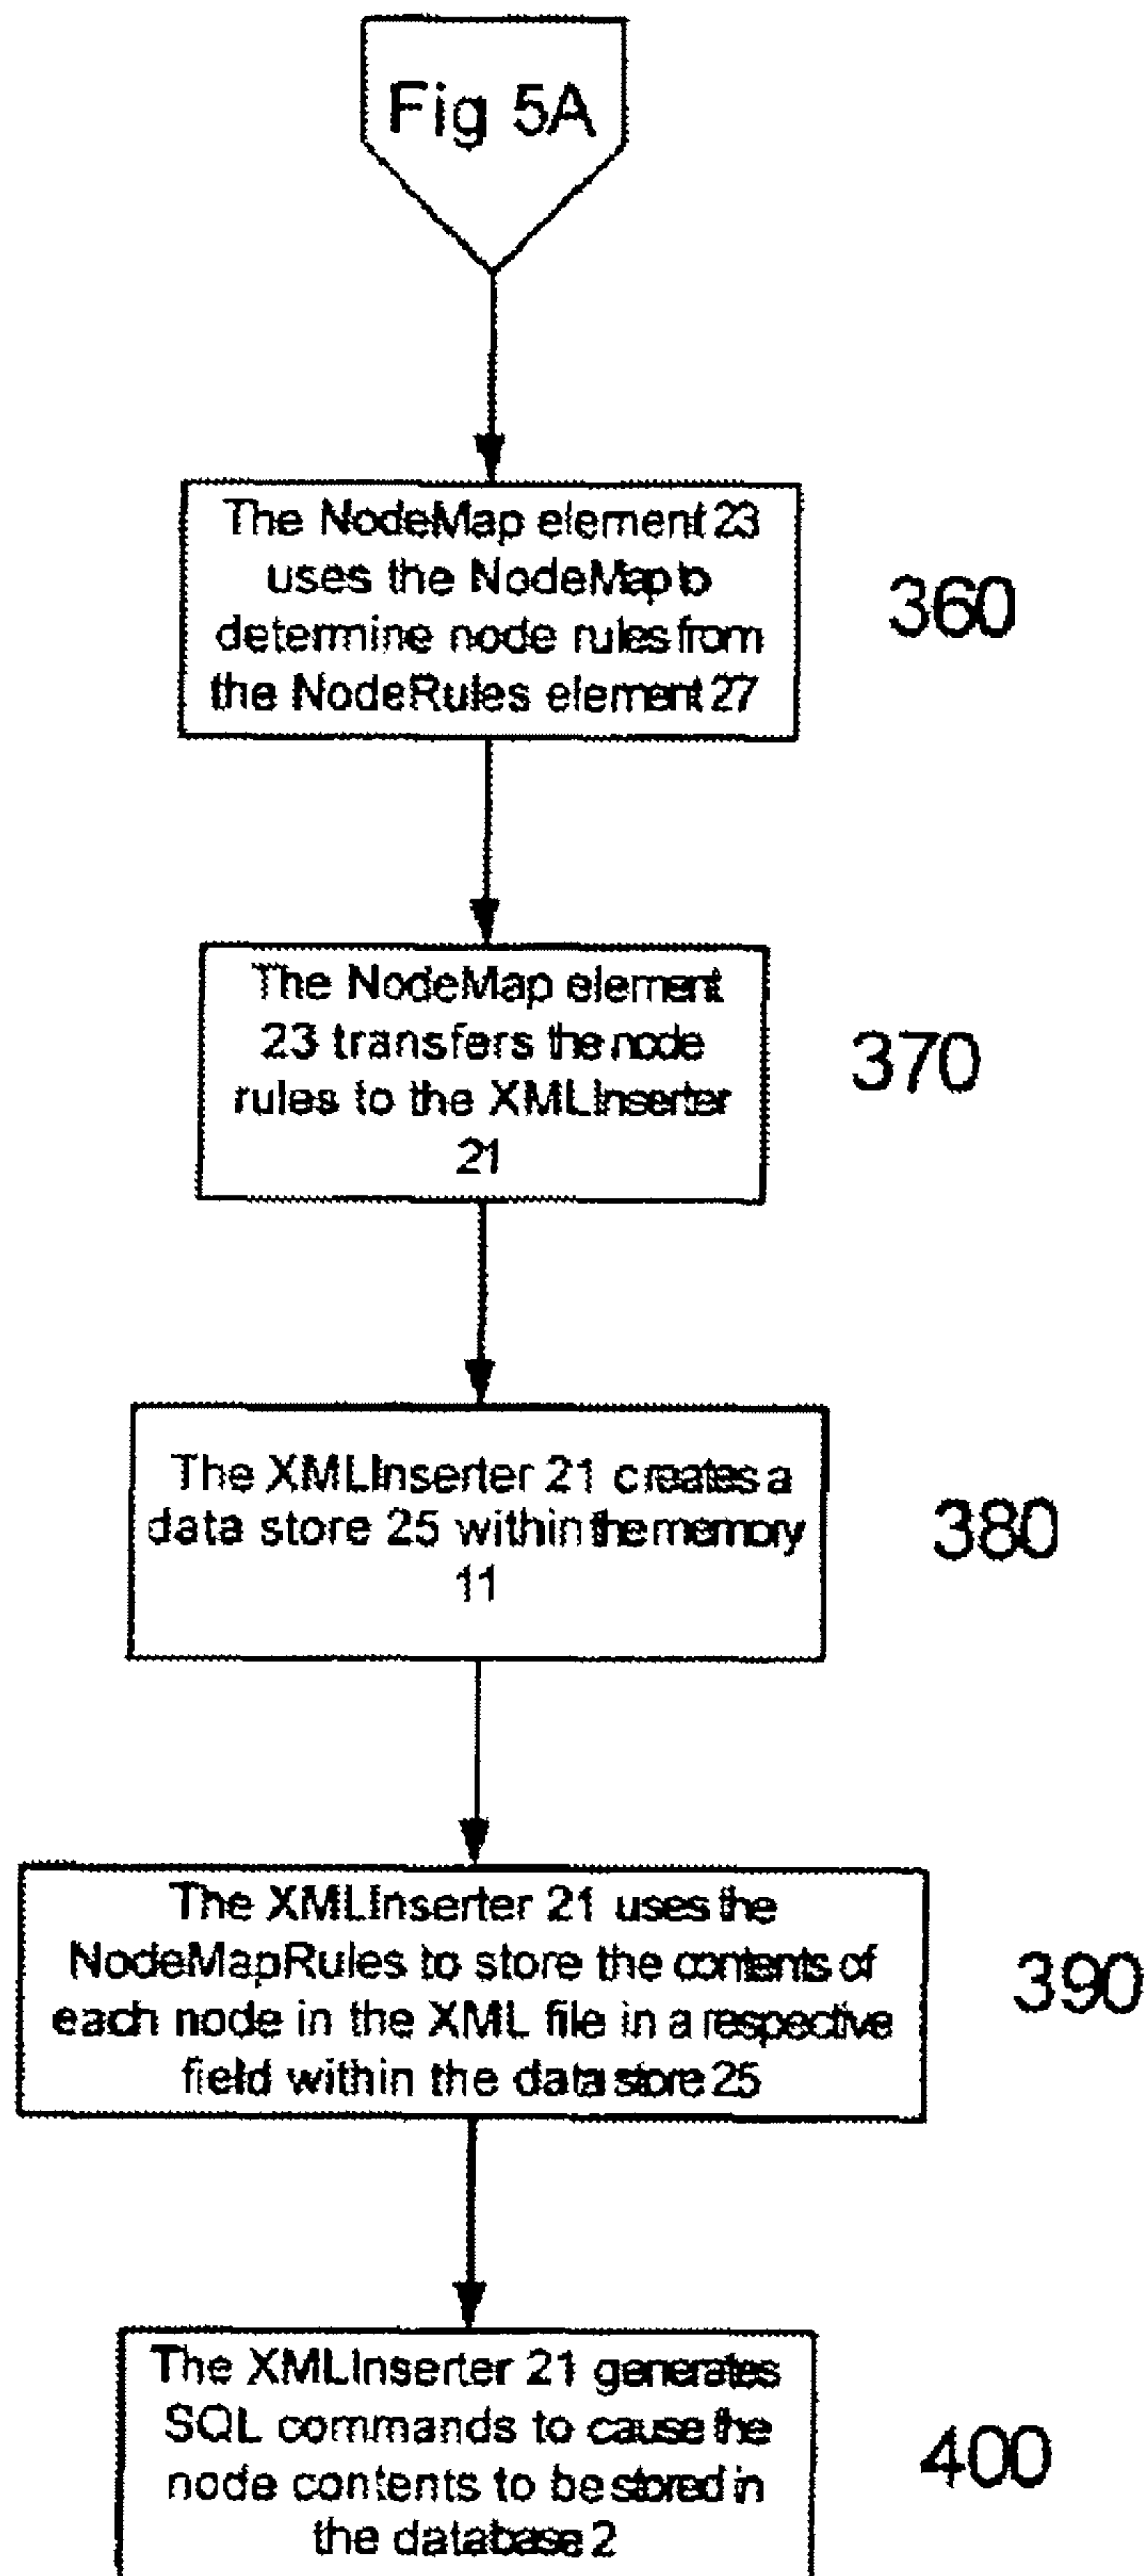 Fig 5A
The NodeMap element 23
uses the NodeMap to
determine node rules from
the NodeRules element 27
360
The NodeMap element
23 transfers the node
rules to the XMLInserter
21
370
The XMLInserter 21 creates a
data store 25 within the memory
11
380
The XMLInserter 21 uses the
NodeMapRules to store the contents of
each node in the XML file in a respective
field within the data store 25
390
The XMLInserter 21 generates
SQL commands to cause the
node contents to be stored in
the database 2
400